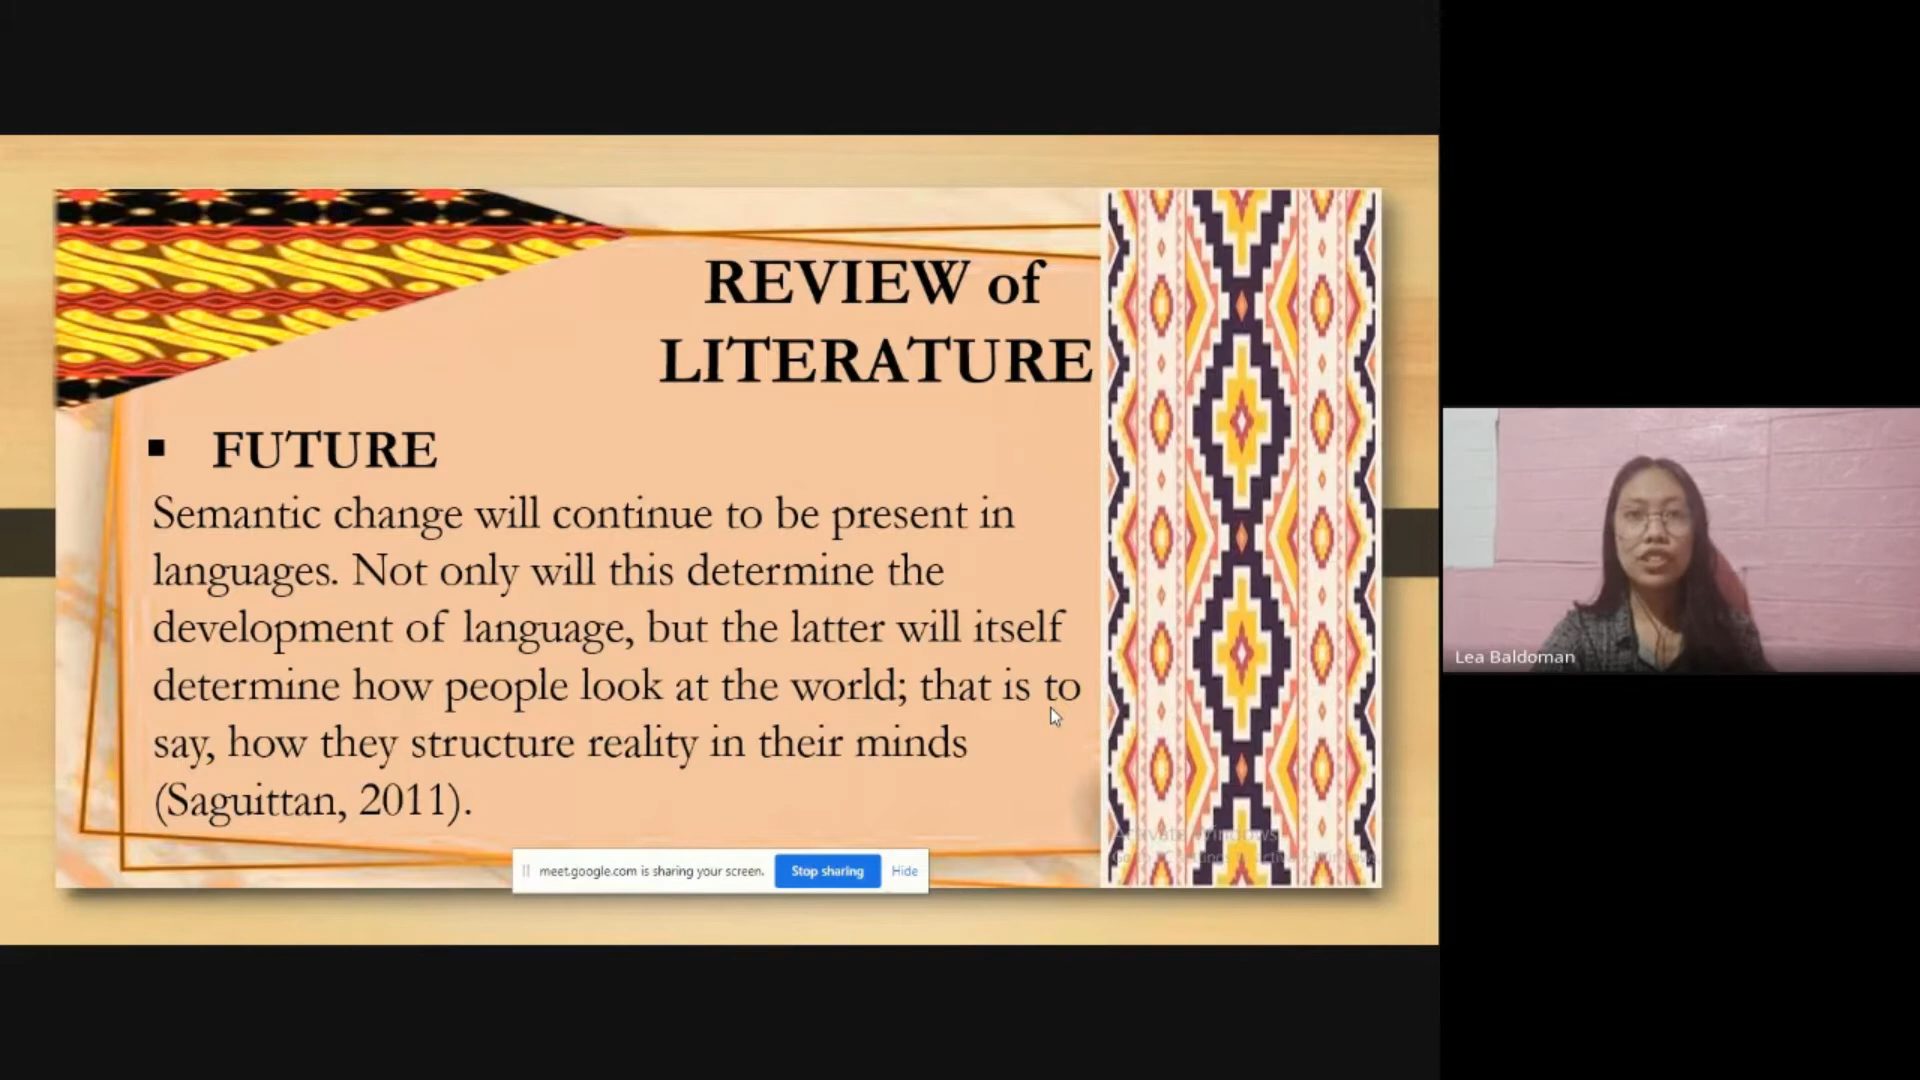 REVIEW of
LITERATURE
▪ FUTURE
Semantic change will continue to be present in
languages. Not only will this determine the
development of language, but the latter will itself
determine how people look at the world; that is to
say, how they structure reality in their minds
(Saguittan, 2011).
Activate Windows
meet.google.com is sharing your screen. Stop sharing Hide
Lea Baldoman